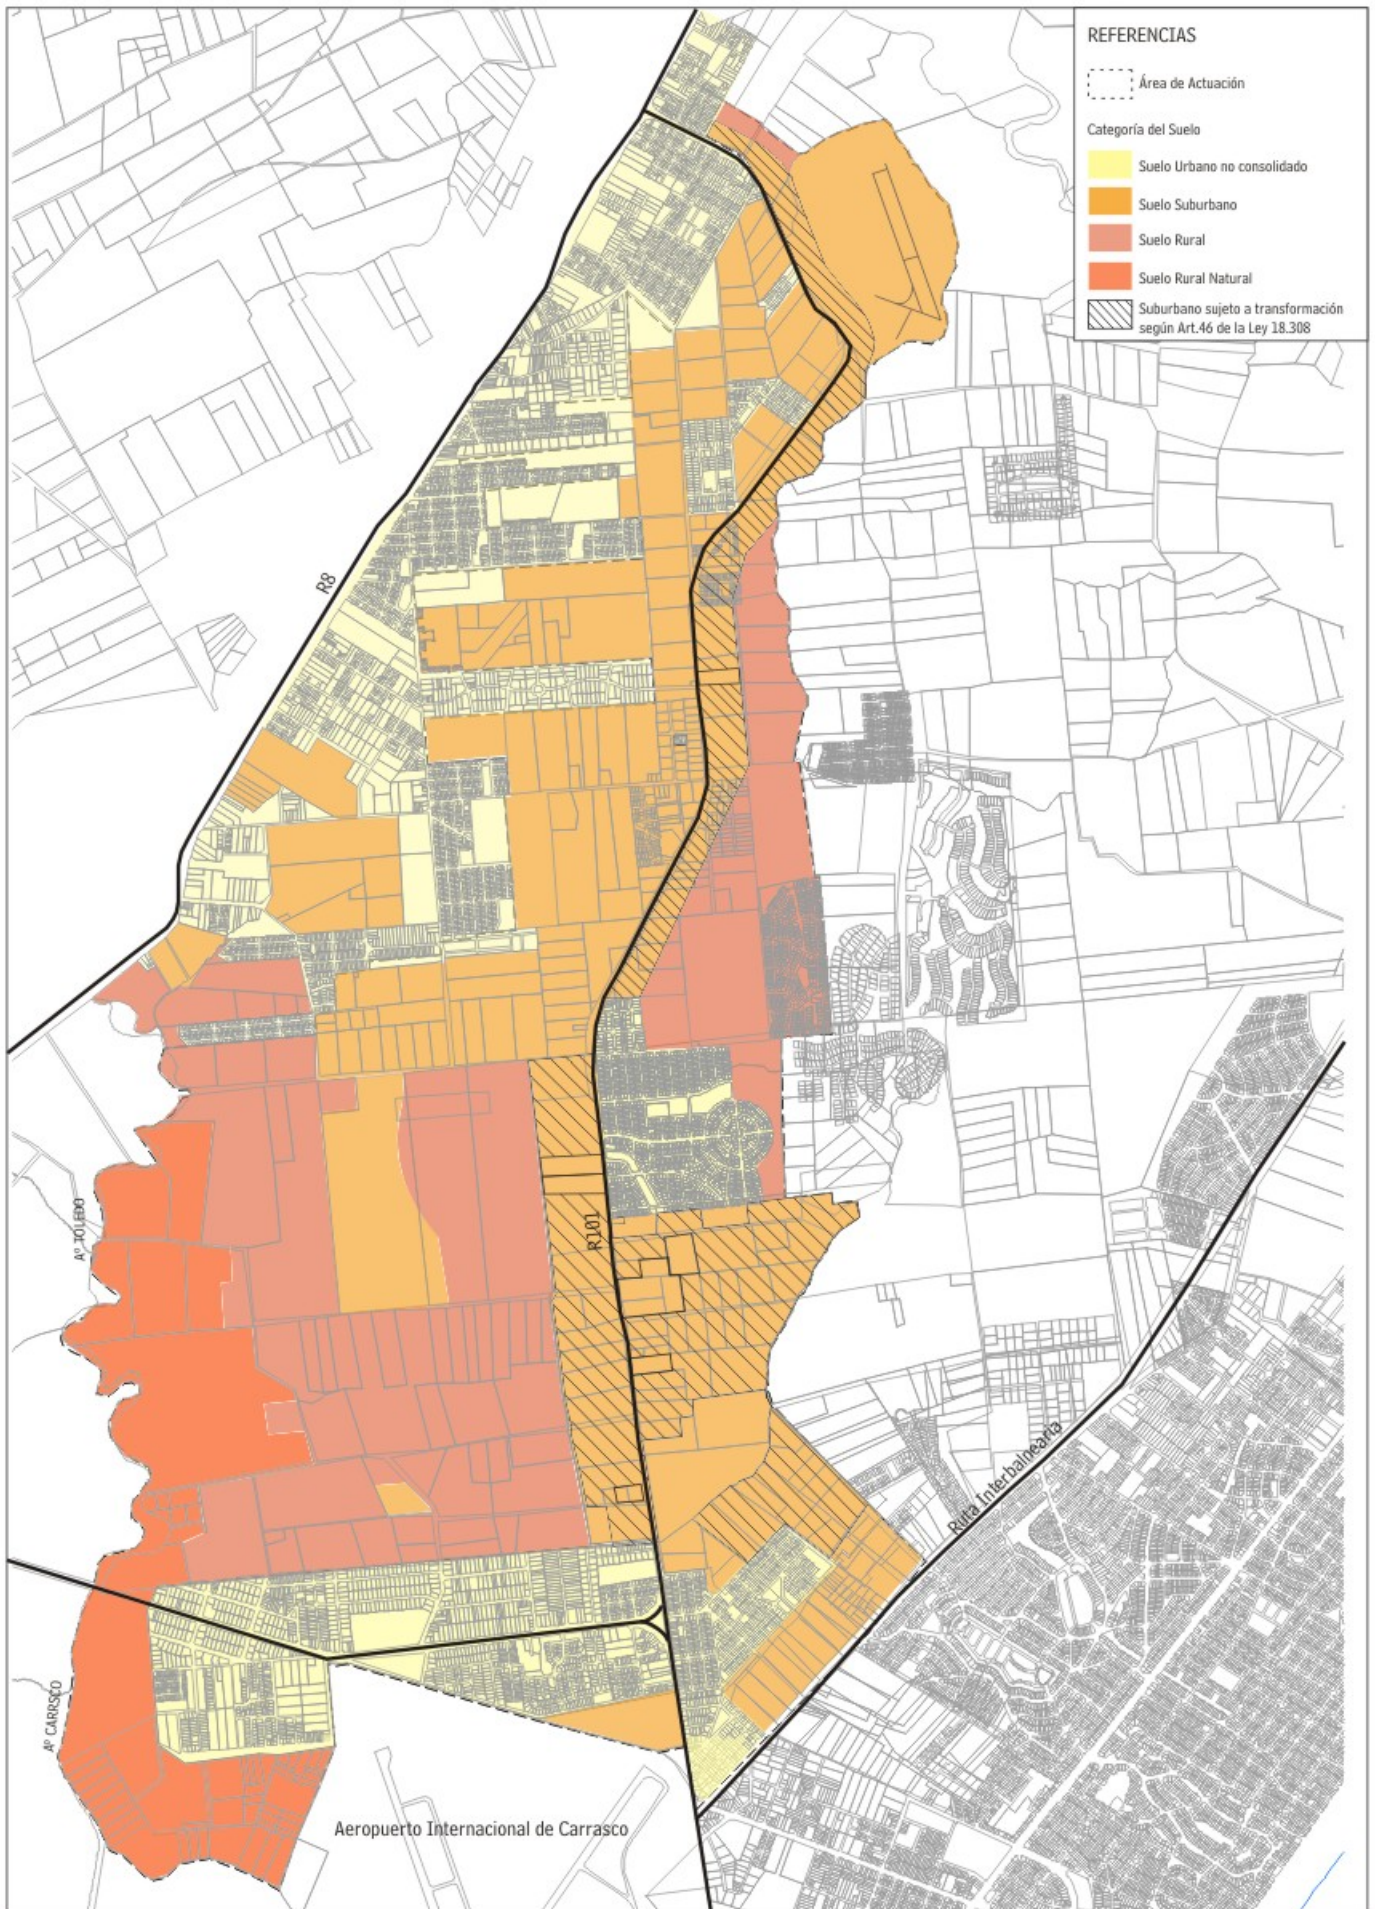 REFERENCIAS
Área de Actuación
Categoría del Suelo
Suelo Urbano no consolidado
Suelo Suburbano
Suelo Rural
Suelo Rural Natural
Suburbano sujeto a transformación
según Art.46 de la Ley 18.308
R8
Aº TOLEDO
R101
Ruta Interbalnearia
Aº CARRSCO
Aeropuerto Internacional de Carrasco